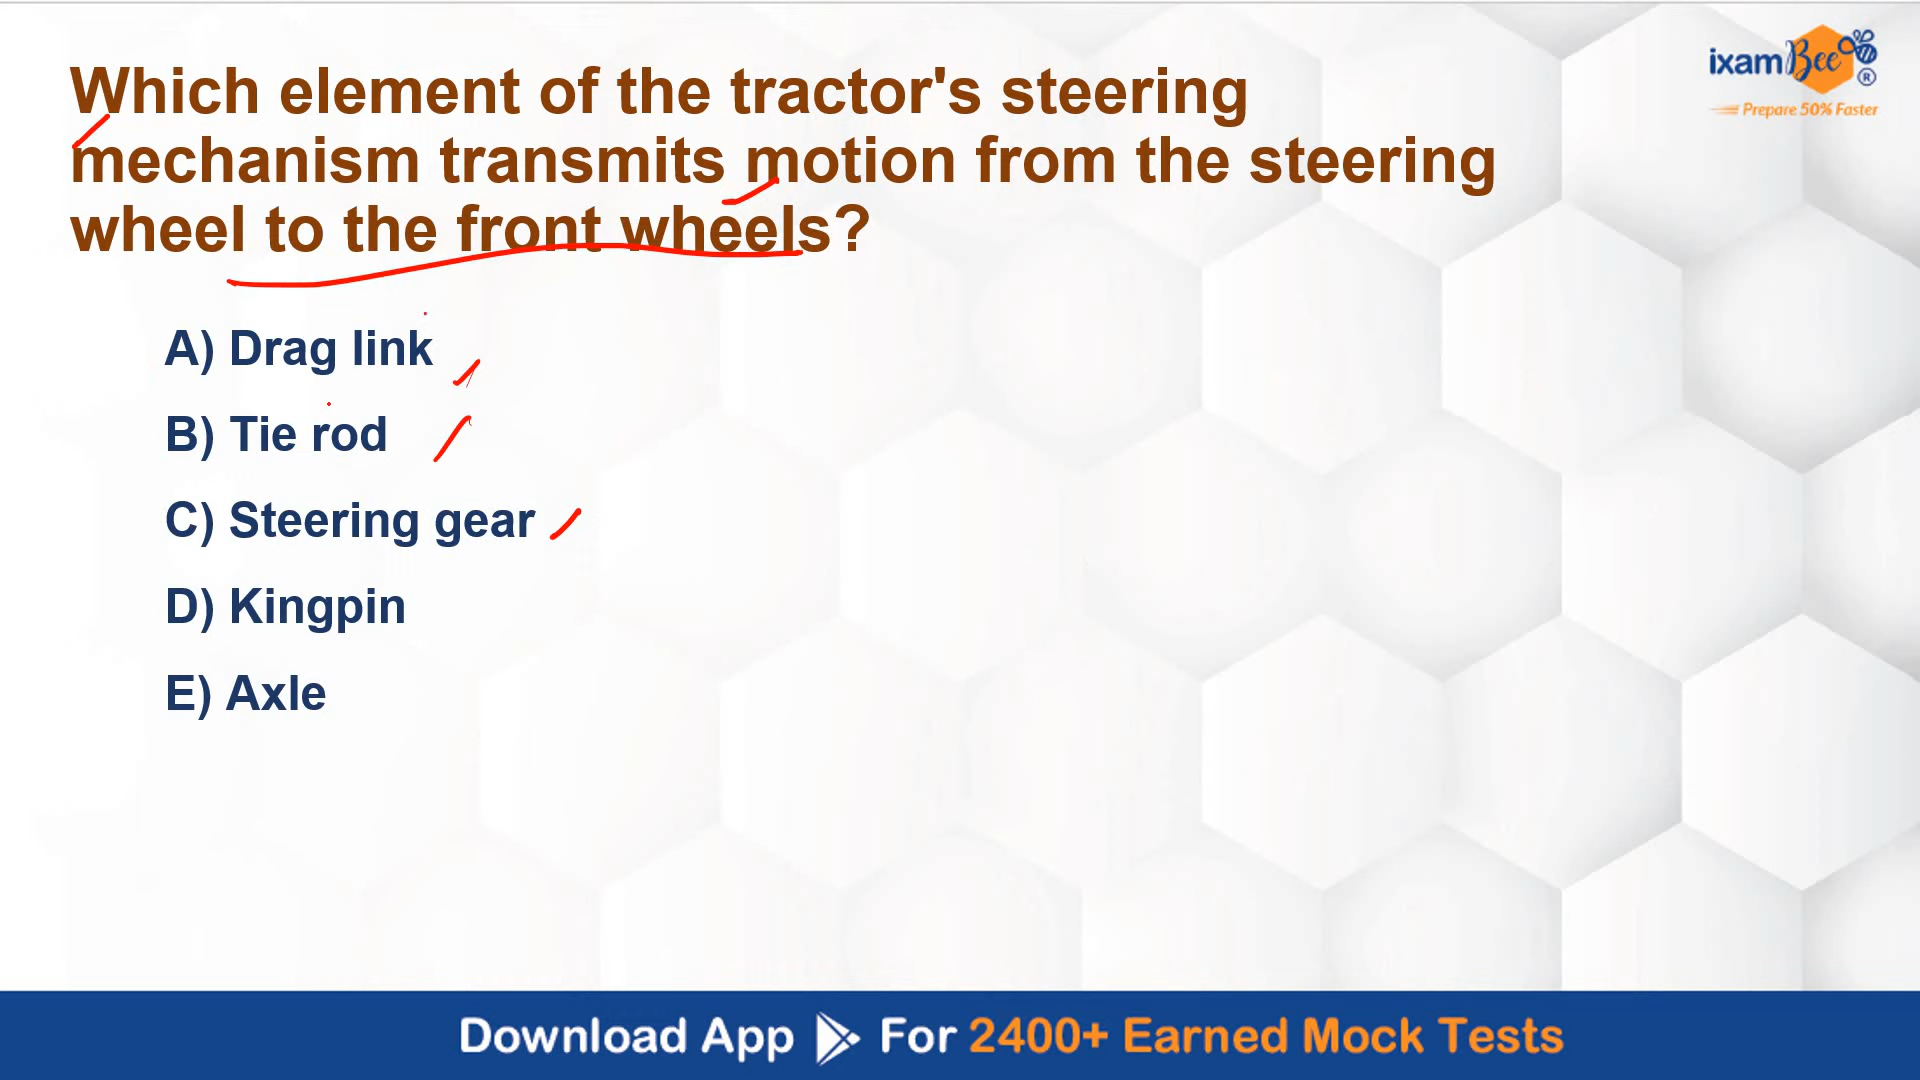 Which element of the tractor's steering
mechanism transmits motion from the steering
wheel to the front wheels?
A) Drag link
B) Tie rod
C) Steering gear
D) Kingpin
E) Axle
ixamBee®
Prepare 50% Faster
Download App For 2400+ Earned Mock Tests